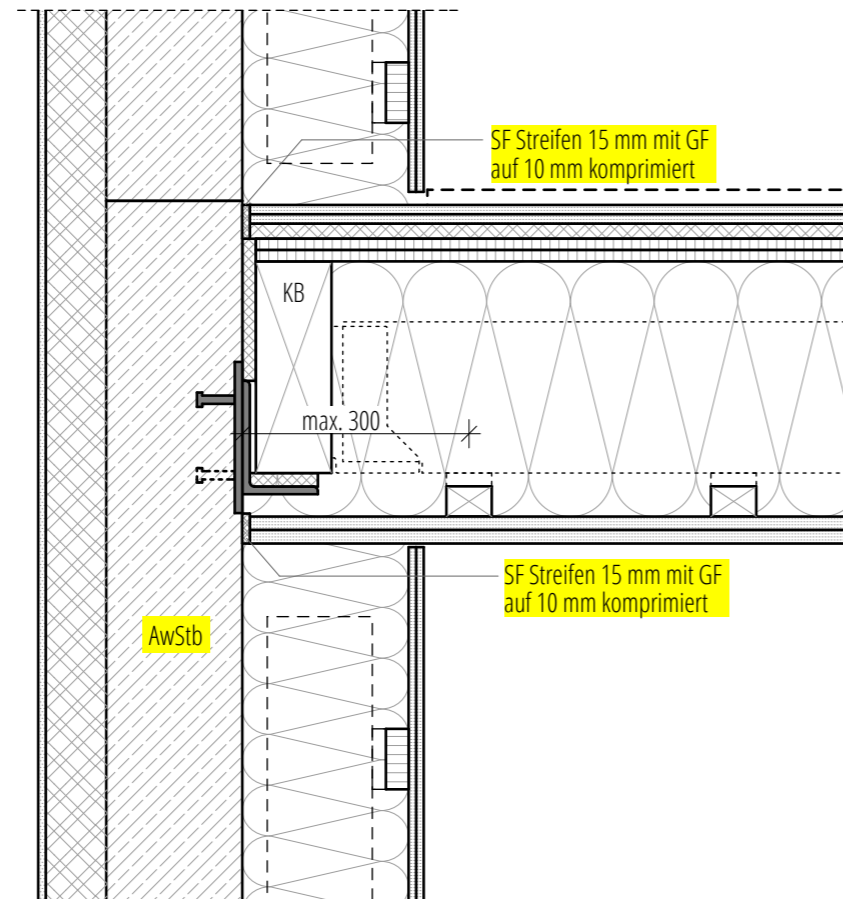 SF Streifen 15 mm mit GF
auf 10 mm komprimiert
KB
max. 300
SF Streifen 15 mm mit GF
auf 10 mm komprimiert
AwStb